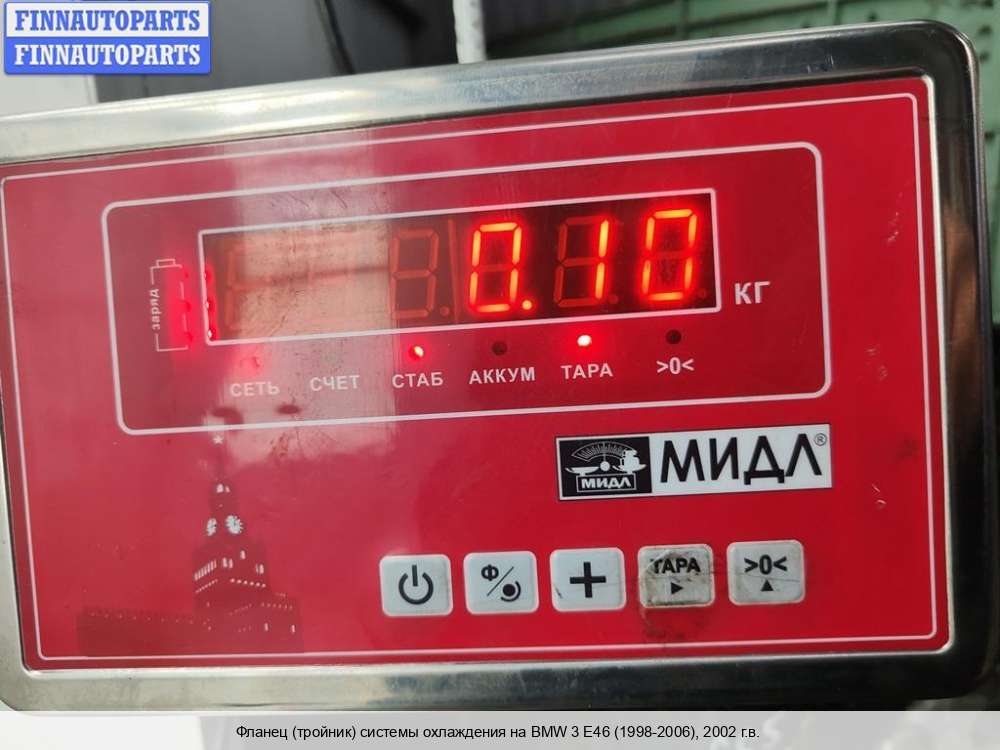 FINNAUTOPARTS
FINNAUTOPARTS
заряд
0.10
КГ
СЕТЬ СЧЕТ СТАБ АККУМ ТАРА >0<
МИДЛ
МИДЛ®
Ф
+
ТАРА
>0<
Фланец (тройник) системы охлаждения на BMW 3 E46 (1998-2006), 2002 г.в.